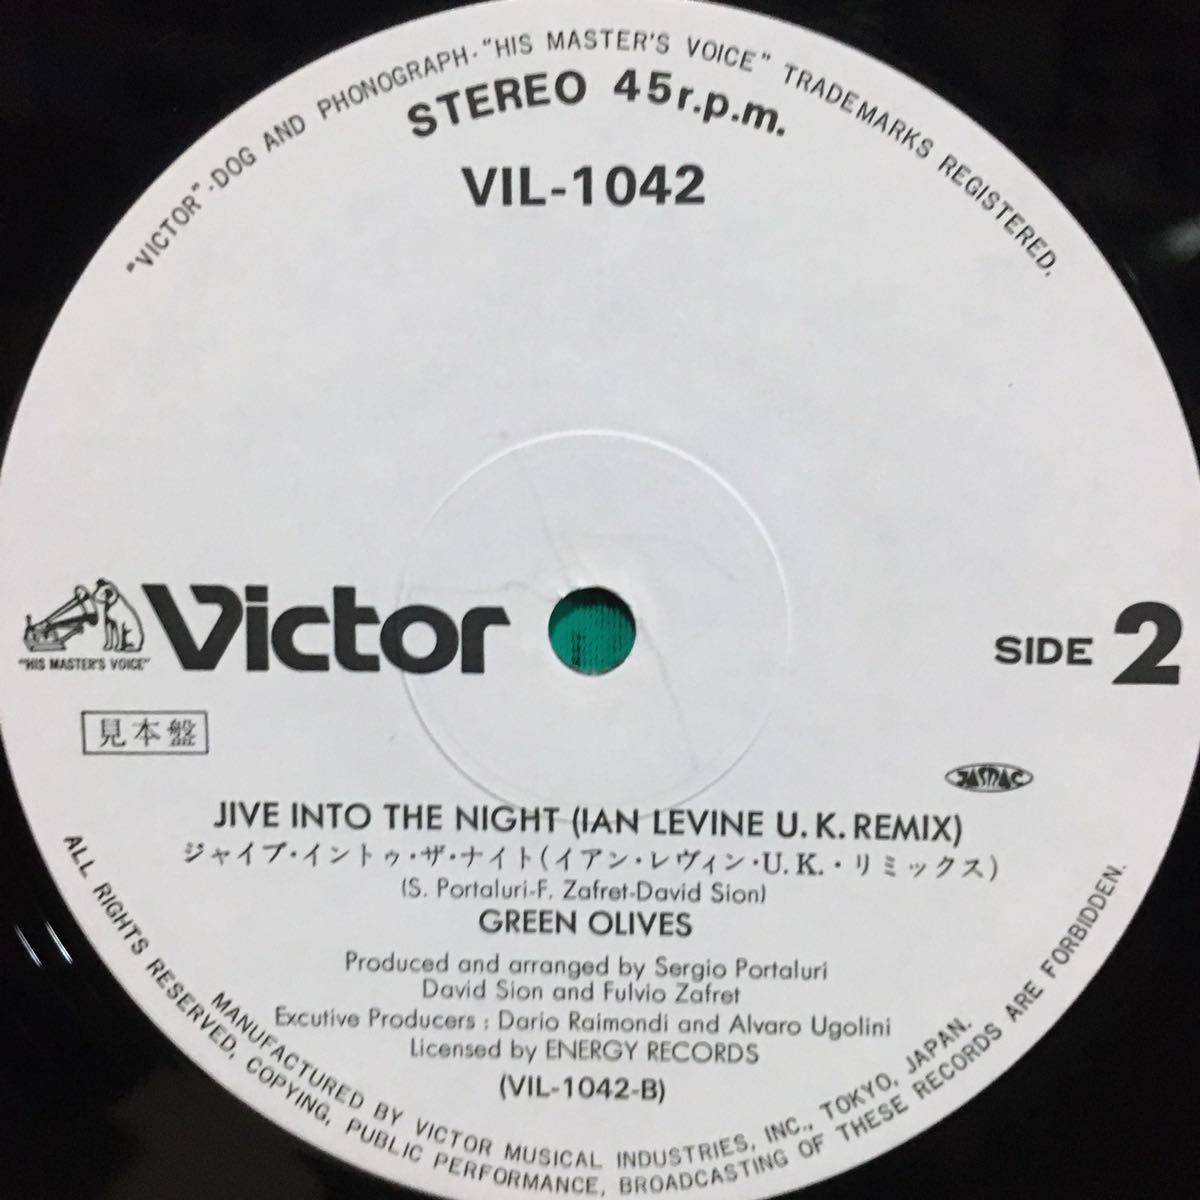 "VICTOR"-DOG AND PHONOGRAPH-"HIS MASTER'S VOICE" TRADEMARKS REGISTERED.
STEREO 45r.p.m.
VIL-1042
"HIS MASTER'S VOICE"
Victor
SIDE 2
見本盤
JASRAC
JIVE INTO THE NIGHT (IAN LEVINE U.K. REMIX)
ジャイブ・イントゥ・ザ・ナイト(イアン・レヴィン・U.K.・リミックス)
(S. Portaluri-F. Zafret-David Sion)
GREEN OLIVES
Produced and arranged by Sergio Portaluri
David Sion and Fulvio Zafret
Excutive Producers : Dario Raimondi and Alvaro Ugolini
Licensed by ENERGY RECORDS
(VIL-1042-B)
MANUFACTURED BY VICTOR MUSICAL INDUSTRIES, INC., TOKYO, JAPAN.
ALL RIGHTS RESERVED, COPYING, PUBLIC PERFORMANCE, BROADCASTING OF THESE RECORDS ARE FORBIDDEN.